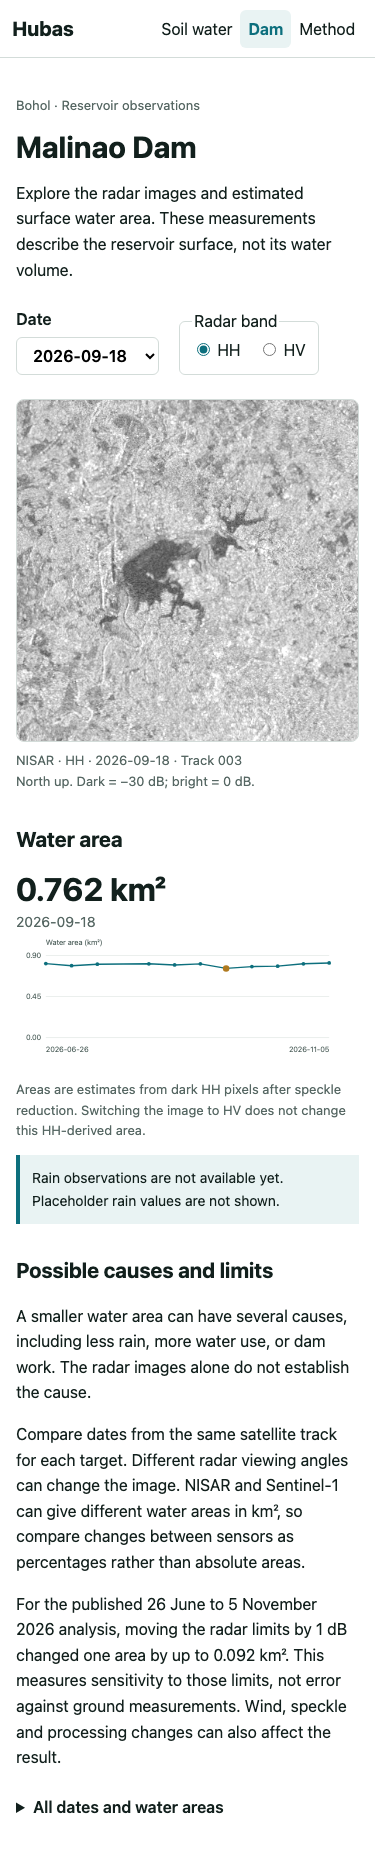 Hubas
Soil water
Dam
Method
Bohol · Reservoir observations
Malinao Dam
Explore the radar images and estimated
surface water area. These measurements
describe the reservoir surface, not its water
volume.
Date
2026-09-18
Radar band
HH
HV
NISAR · HH · 2026-09-18 · Track 003
North up. Dark = −30 dB; bright = 0 dB.
Water area
0.762 km²
2026-09-18
Water area (km²)
0.90
0.45
0.00
2026-06-26
2026-11-05
Areas are estimates from dark HH pixels after speckle
reduction. Switching the image to HV does not change
this HH-derived area.
Rain observations are not available yet.
Placeholder rain values are not shown.
Possible causes and limits
A smaller water area can have several causes,
including less rain, more water use, or dam
work. The radar images alone do not establish
the cause.
Compare dates from the same satellite track
for each target. Different radar viewing angles
can change the image. NISAR and Sentinel-1
can give different water areas in km², so
compare changes between sensors as
percentages rather than absolute areas.
For the published 26 June to 5 November
2026 analysis, moving the radar limits by 1 dB
changed one area by up to 0.092 km². This
measures sensitivity to those limits, not error
against ground measurements. Wind, speckle
and processing changes can also affect the
result.
All dates and water areas